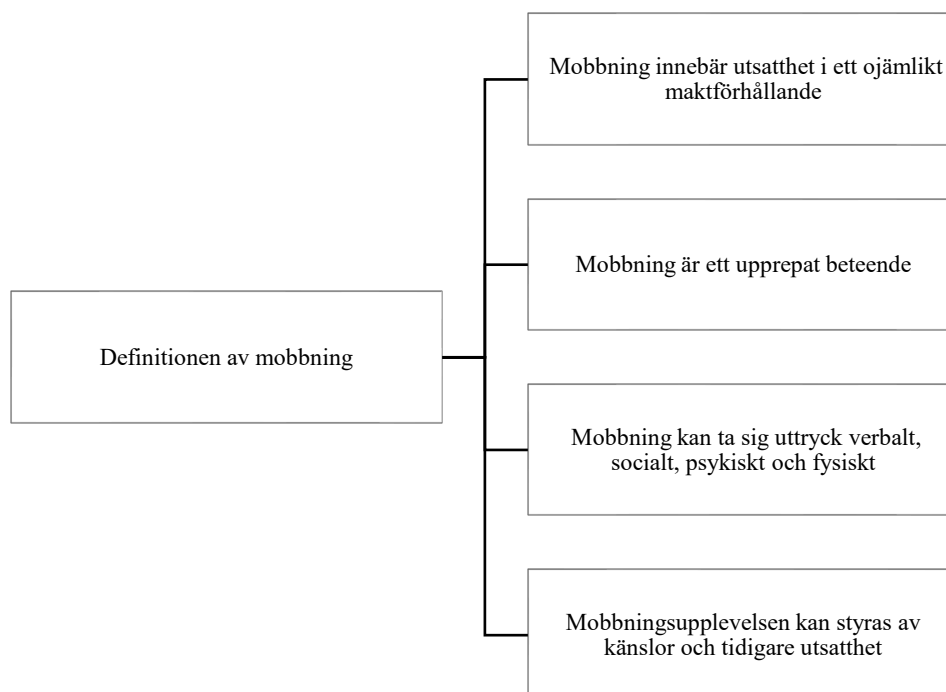 Mobbning innebär utsatthet i ett ojämlikt
maktförhållande
Mobbning är ett upprepat beteende
Definitionen av mobbning
Mobbning kan ta sig uttryck verbalt,
socialt, psykiskt och fysiskt
Mobbningsupplevelsen kan styras av
känslor och tidigare utsatthet